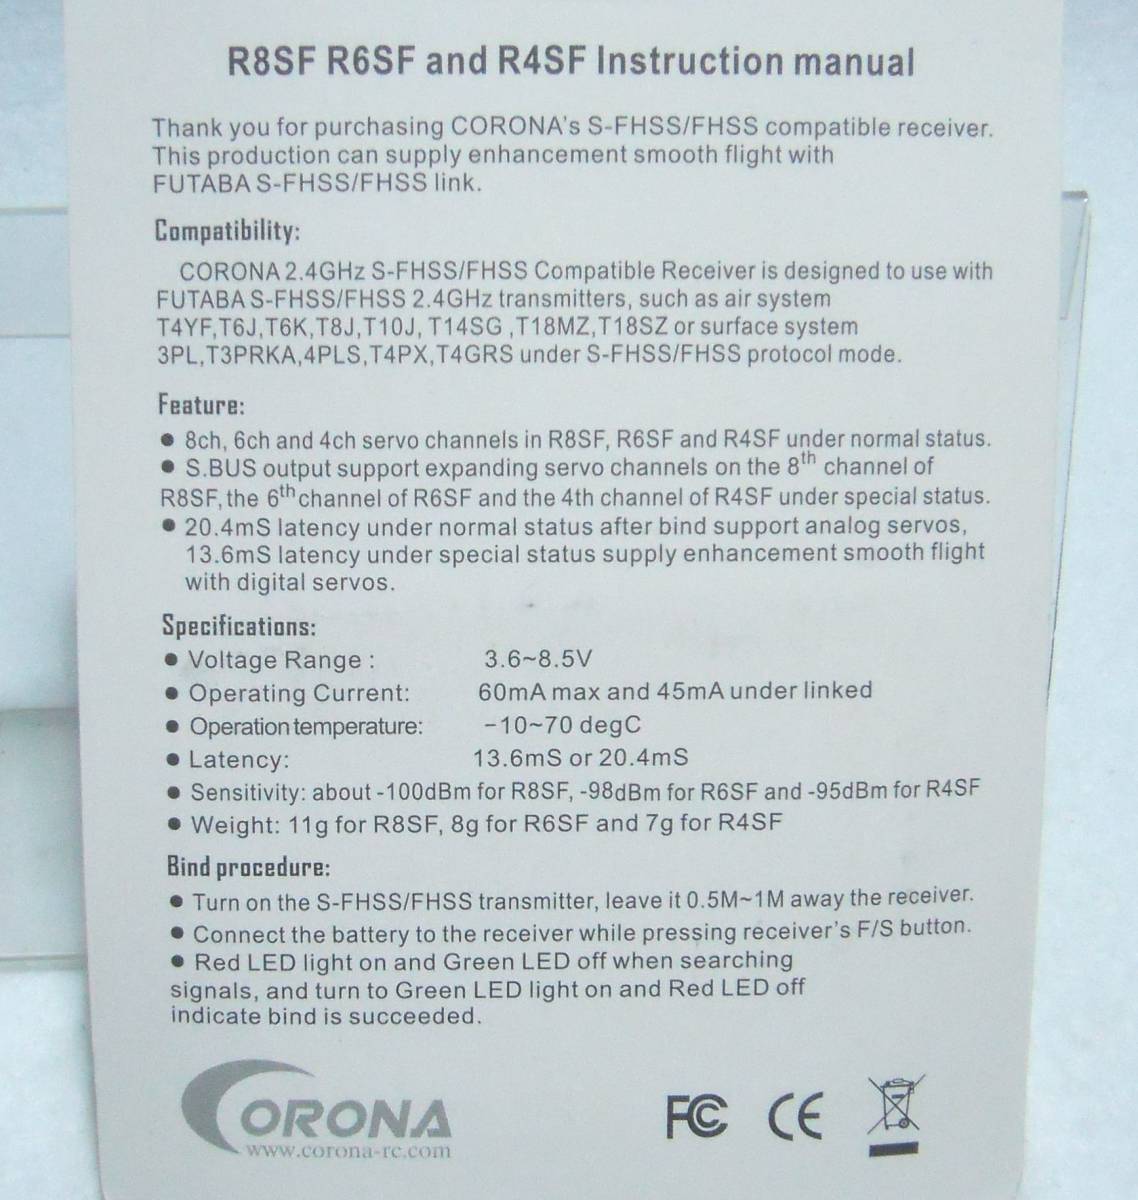 R8SF R6SF and R4SF Instruction manual
Thank you for purchasing CORONA's S-FHSS/FHSS compatible receiver.
This production can supply enhancement smooth flight with
FUTABA S-FHSS/FHSS link.
Compatibility:
CORONA 2.4GHz S-FHSS/FHSS Compatible Receiver is designed to use with
FUTABA S-FHSS/FHSS 2.4GHz transmitters, such as air system
T4YF,T6J,T6K,T8J,T10J, T14SG ,T18MZ,T18SZ or surface system
3PL,T3PRKA,4PLS,T4PX,T4GRS under S-FHSS/FHSS protocol mode.
Feature:
● 8ch, 6ch and 4ch servo channels in R8SF, R6SF and R4SF under normal status.
● S.BUS output support expanding servo channels on the 8th channel of
R8SF, the 6th channel of R6SF and the 4th channel of R4SF under special status.
● 20.4mS latency under normal status after bind support analog servos,
13.6mS latency under special status supply enhancement smooth flight
with digital servos.
Specifications:
● Voltage Range : 3.6~8.5V
● Operating Current: 60mA max and 45mA under linked
● Operation temperature: -10~70 degC
● Latency: 13.6mS or 20.4mS
● Sensitivity: about -100dBm for R8SF, -98dBm for R6SF and -95dBm for R4SF
● Weight: 11g for R8SF, 8g for R6SF and 7g for R4SF
Bind procedure:
● Turn on the S-FHSS/FHSS transmitter, leave it 0.5M~1M away the receiver.
● Connect the battery to the receiver while pressing receiver's F/S button.
● Red LED light on and Green LED off when searching
signals, and turn to Green LED light on and Red LED off
indicate bind is succeeded.
CORONA FC CE
www.corona-rc.com